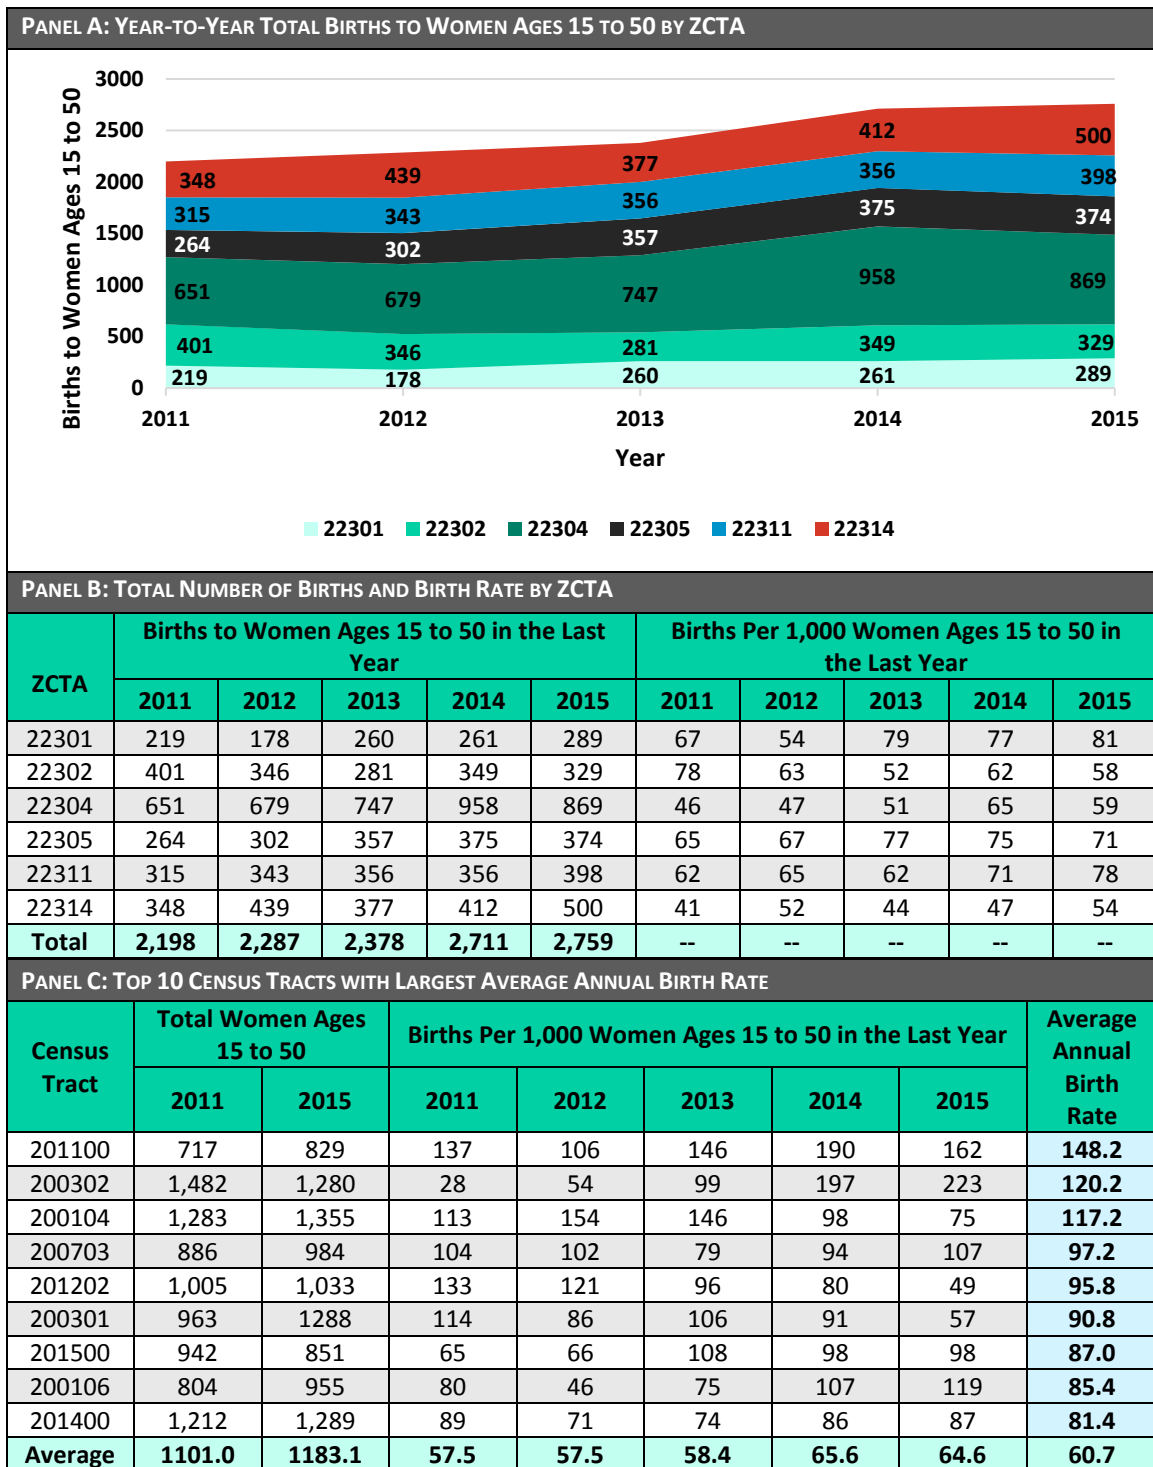 PANEL A: YEAR-TO-YEAR TOTAL BIRTHS TO WOMEN AGES 15 TO 50 BY ZCTA
Births to Women Ages 15 to 50
3000
2500
2000
1500
1000
500
0
348 439 377 412 500
315 343 356 356 398
264 302 357 375 374
651 679 747 958 869
401 346 281 349 329
219 178 260 261 289
2011 2012 2013 2014 2015
Year
22301 22302 22304 22305 22311 22314
PANEL B: TOTAL NUMBER OF BIRTHS AND BIRTH RATE BY ZCTA
ZCTA
Births to Women Ages 15 to 50 in the Last
Year
Births Per 1,000 Women Ages 15 to 50 in
the Last Year
2011 2012 2013 2014 2015 2011 2012 2013 2014 2015
22301 219 178 260 261 289 67 54 79 77 81
22302 401 346 281 349 329 78 63 52 62 58
22304 651 679 747 958 869 46 47 51 65 59
22305 264 302 357 375 374 65 67 77 75 71
22311 315 343 356 356 398 62 65 62 71 78
22314 348 439 377 412 500 41 52 44 47 54
Total 2,198 2,287 2,378 2,711 2,759 -- -- -- -- --
PANEL C: TOP 10 CENSUS TRACTS WITH LARGEST AVERAGE ANNUAL BIRTH RATE
Census
Tract
Total Women Ages
15 to 50
Births Per 1,000 Women Ages 15 to 50 in the Last Year
Average
Annual
Birth
Rate
2011 2015 2011 2012 2013 2014 2015
201100 717 829 137 106 146 190 162 148.2
200302 1,482 1,280 28 54 99 197 223 120.2
200104 1,283 1,355 113 154 146 98 75 117.2
200703 886 984 104 102 79 94 107 97.2
201202 1,005 1,033 133 121 96 80 49 95.8
200301 963 1288 114 86 106 91 57 90.8
201500 942 851 65 66 108 98 98 87.0
200106 804 955 80 46 75 107 119 85.4
201400 1,212 1,289 89 71 74 86 87 81.4
Average 1101.0 1183.1 57.5 57.5 58.4 65.6 64.6 60.7